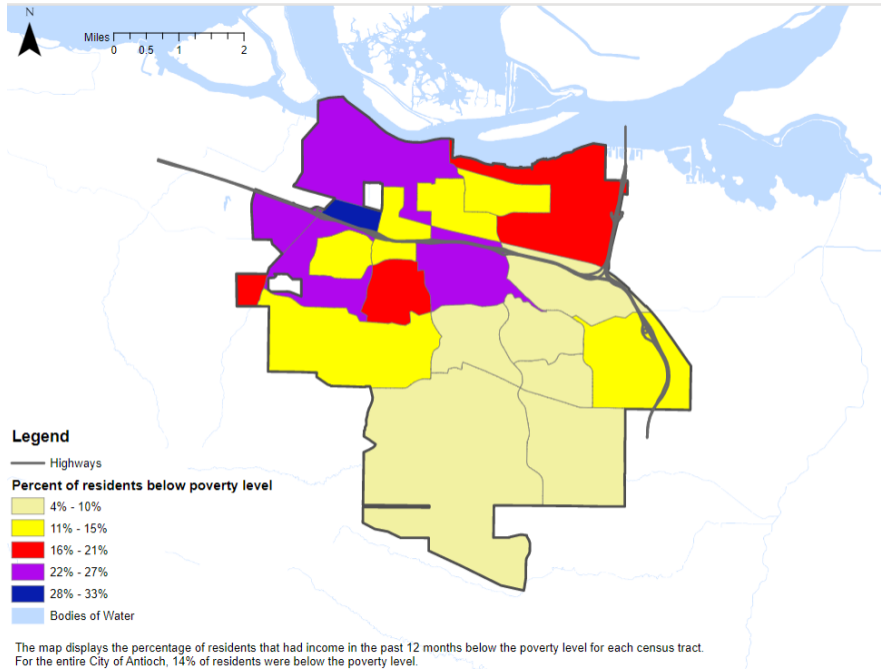 N
Miles
0 0.5 1 2
Legend
Highways
Percent of residents below poverty level
4% - 10%
11% - 15%
16% - 21%
22% - 27%
28% - 33%
Bodies of Water
The map displays the percentage of residents that had income in the past 12 months below the poverty level for each census tract.
For the entire City of Antioch, 14% of residents were below the poverty level.